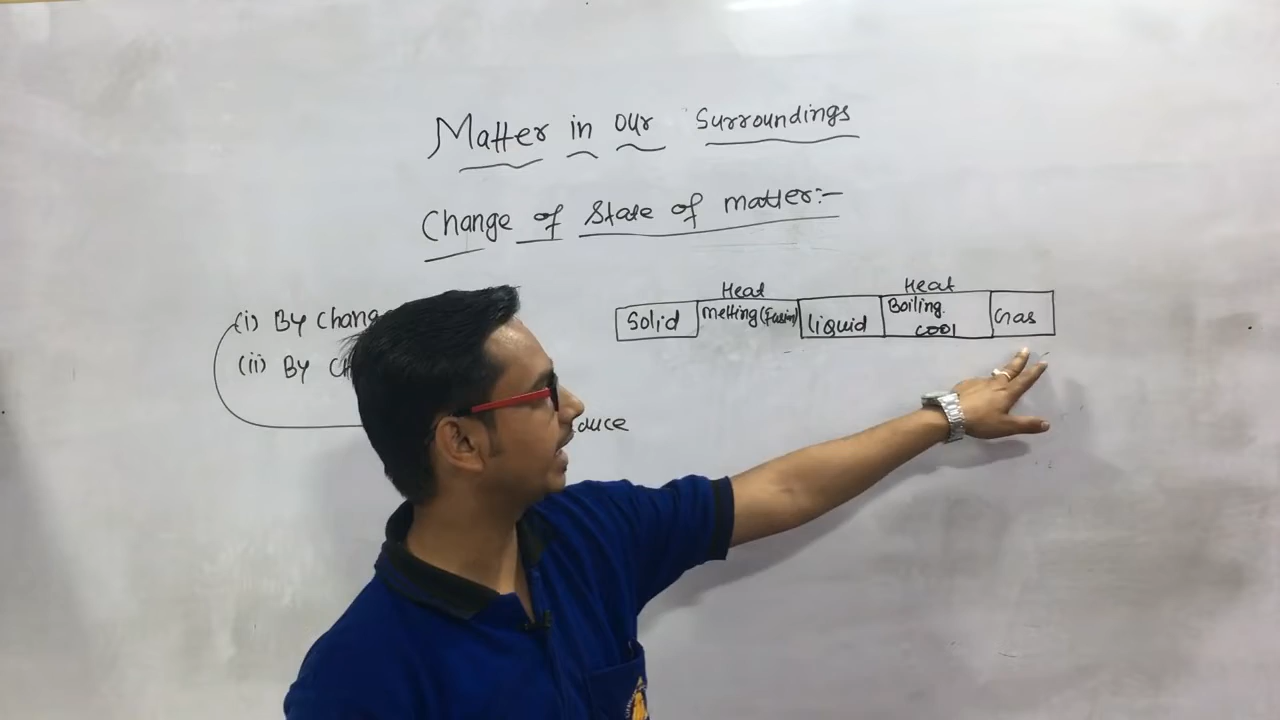 Matter in our Surroundings
Change of State of matter:-
(i) By Chang
(ii) By Ch
duce
Heat Heat
Solid melting (Fusion) liquid Boiling Gas
cool